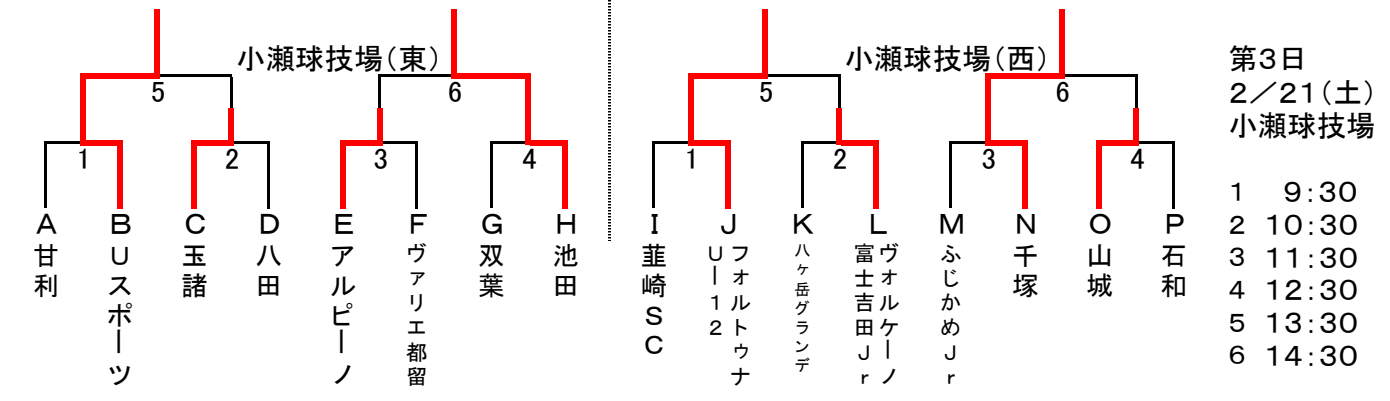 小瀬球技場(東)
小瀬球技場(西)
5
6
5
6
1
2
3
4
1
2
3
4
A
B
C
D
E
F
G
H
I
J
K
L
M
N
O
P
甘利
Uスポーツ
玉諸
八田
アルピーノ
ヴァリエ都留
双葉
池田
韮崎SC
フォルトゥナ
U-12
八ヶ岳グランデ
ヴォルケーノ
富士吉田Jr
ふじかめJr
千塚
山城
石和
第3日
2/21(土)
小瀬球技場
1 9:30
2 10:30
3 11:30
4 12:30
5 13:30
6 14:30